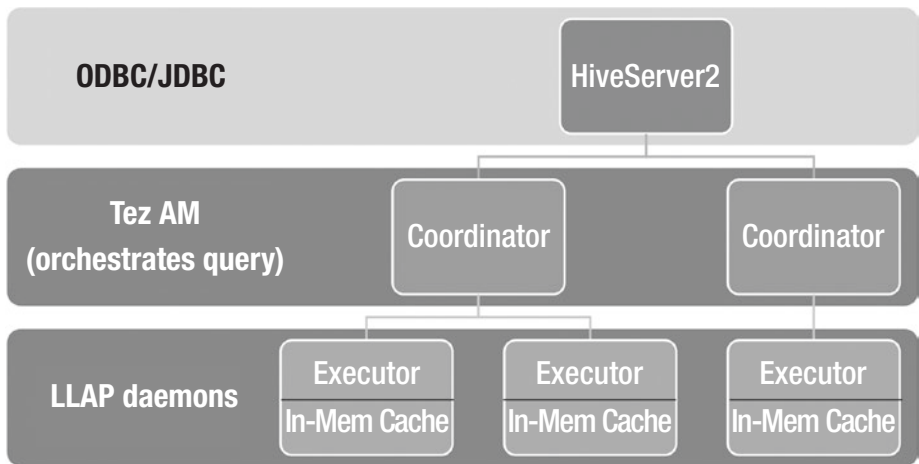 ODBC/JDBC
HiveServer2
Tez AM
(orchestrates query)
Coordinator
Coordinator
LLAP daemons
Executor
In-Mem Cache
Executor
In-Mem Cache
Executor
In-Mem Cache